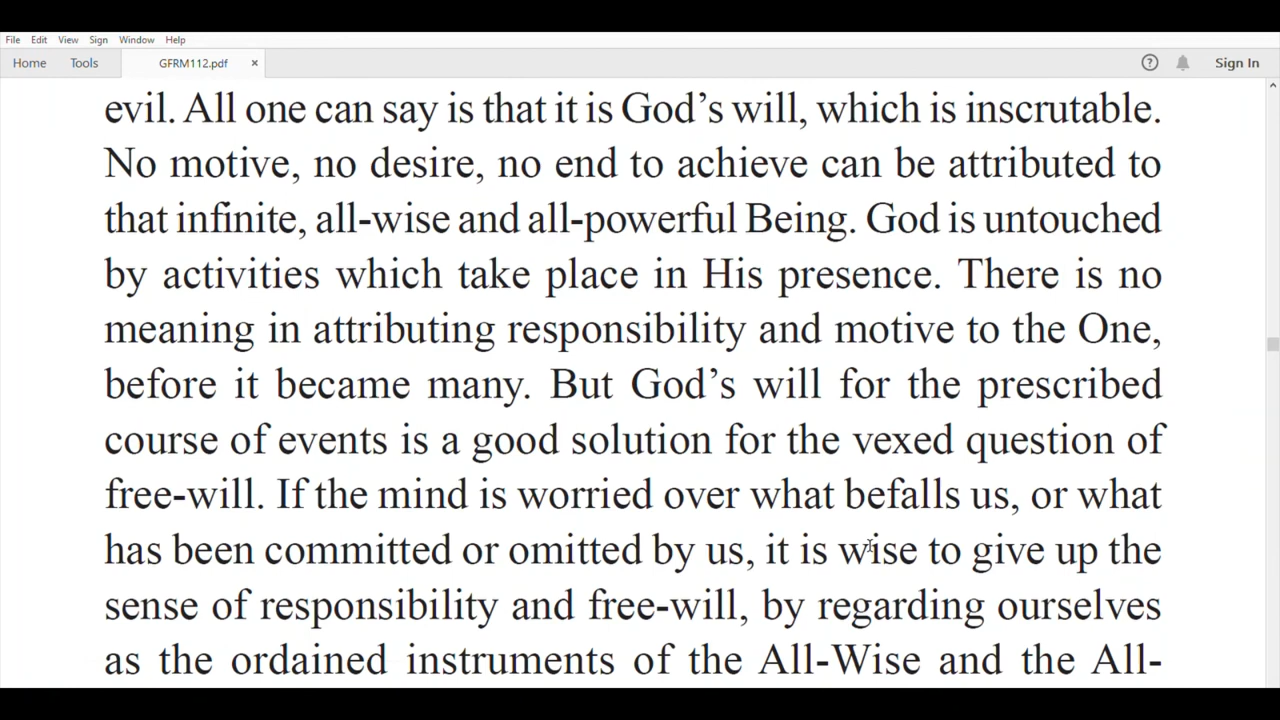 File Edit View Sign Window Help
Home Tools GFRM112.pdf × ? Sign In
evil. All one can say is that it is God’s will, which is inscrutable.
No motive, no desire, no end to achieve can be attributed to
that infinite, all-wise and all-powerful Being. God is untouched
by activities which take place in His presence. There is no
meaning in attributing responsibility and motive to the One,
before it became many. But God’s will for the prescribed
course of events is a good solution for the vexed question of
free-will. If the mind is worried over what befalls us, or what
has been committed or omitted by us, it is wise to give up the
sense of responsibility and free-will, by regarding ourselves
as the ordained instruments of the All-Wise and the All-